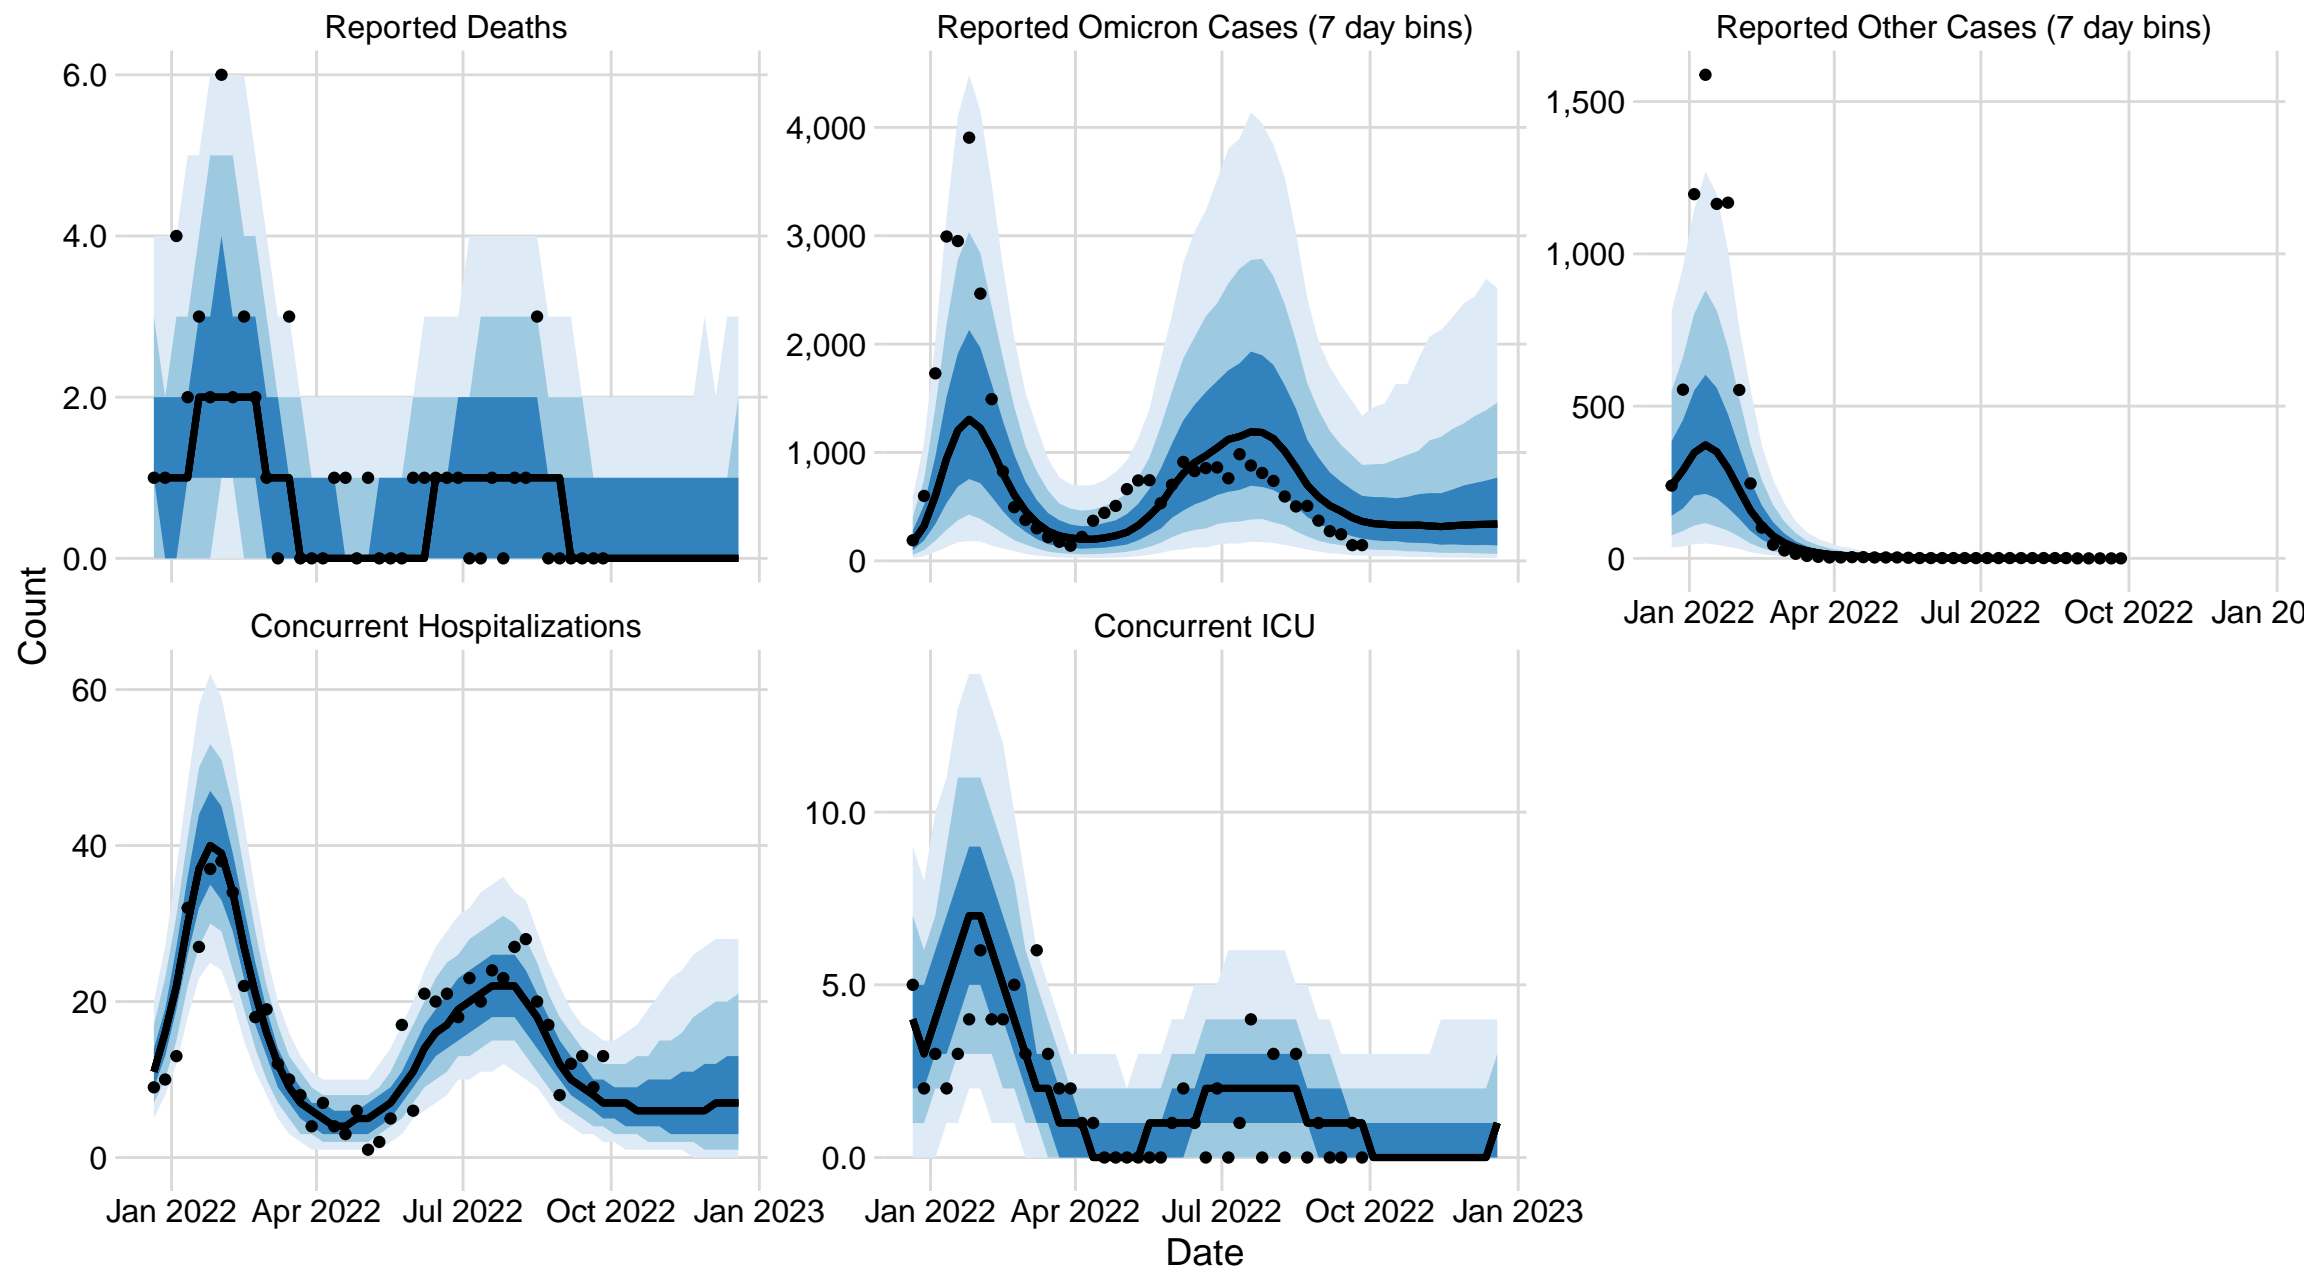 Reported Deaths
Reported Omicron Cases (7 day bins)
Reported Other Cases (7 day bins)
6.0
4.0
2.0
0.0
4,000
3,000
2,000
1,000
0
1,500
1,000
500
0
Jan 2022 Apr 2022 Jul 2022 Oct 2022 Jan 20
Count
Concurrent Hospitalizations
Concurrent ICU
60
40
20
0
10.0
5.0
0.0
Jan 2022 Apr 2022 Jul 2022 Oct 2022 Jan 2023
Jan 2022 Apr 2022 Jul 2022 Oct 2022 Jan 2023
Date